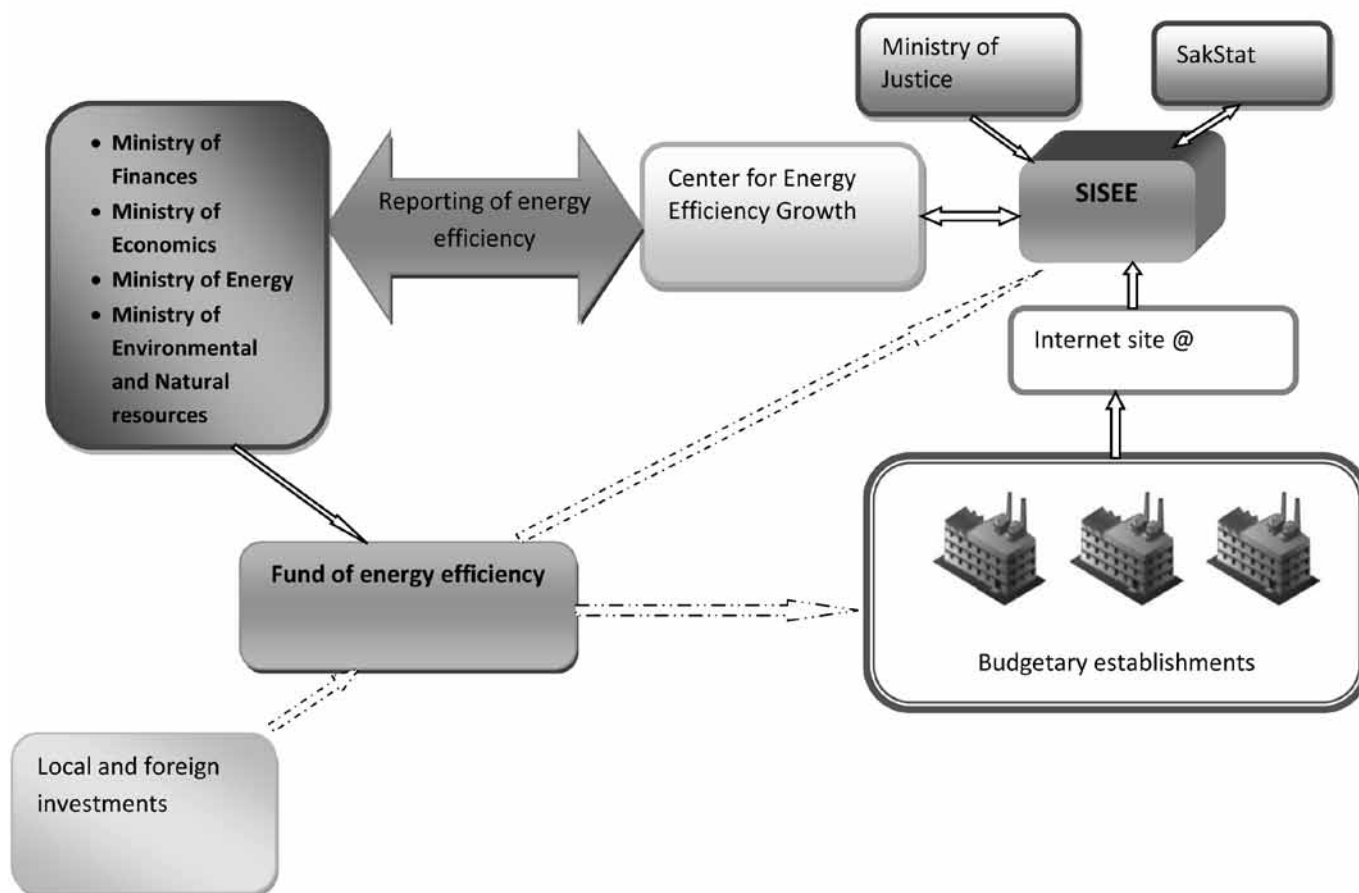 Ministry of
Justice
SakStat
• Ministry of
Finances
• Ministry of
Economics
• Ministry of Energy
• Ministry of
Environmental
and Natural
resources
Reporting of energy
efficiency
Center for Energy
Efficiency Growth
SISEE
Internet site @
Fund of energy efficiency
Budgetary establishments
Local and foreign
investments